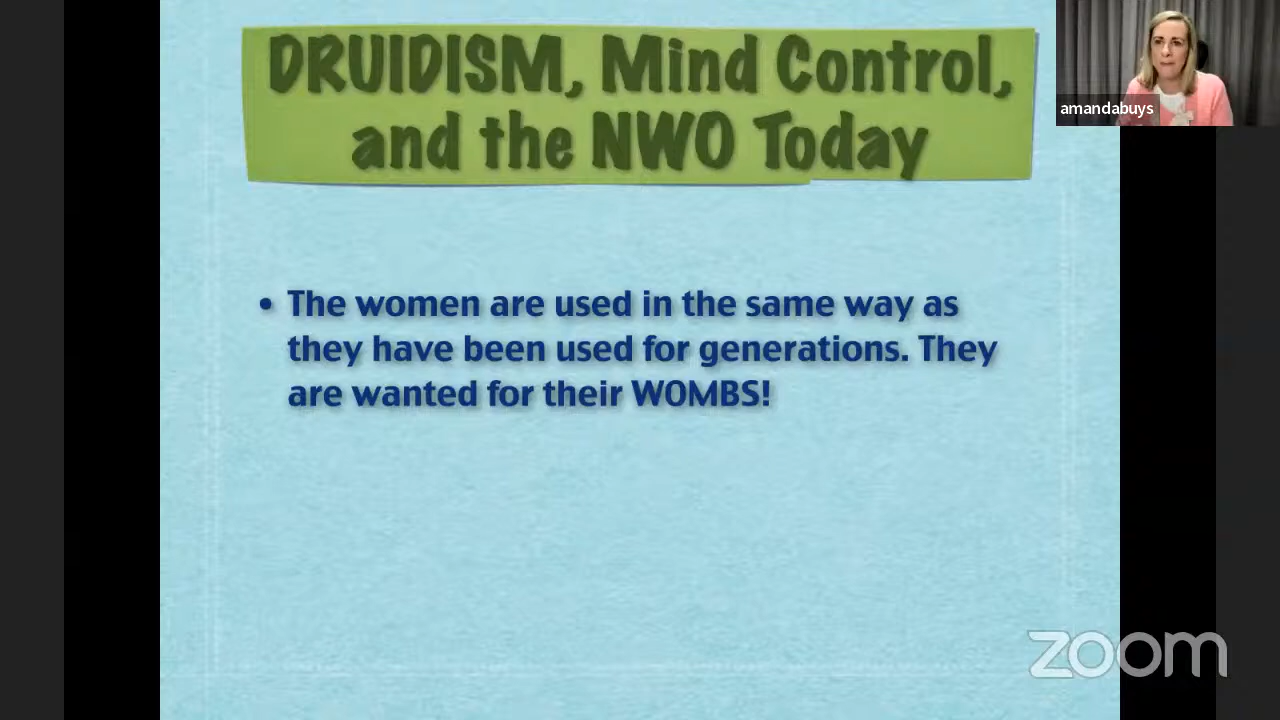 DRUIDISM, Mind Control,
and the NWO Today
amandabuys
• The women are used in the same way as
they have been used for generations. They
are wanted for their WOMBS!
zoom